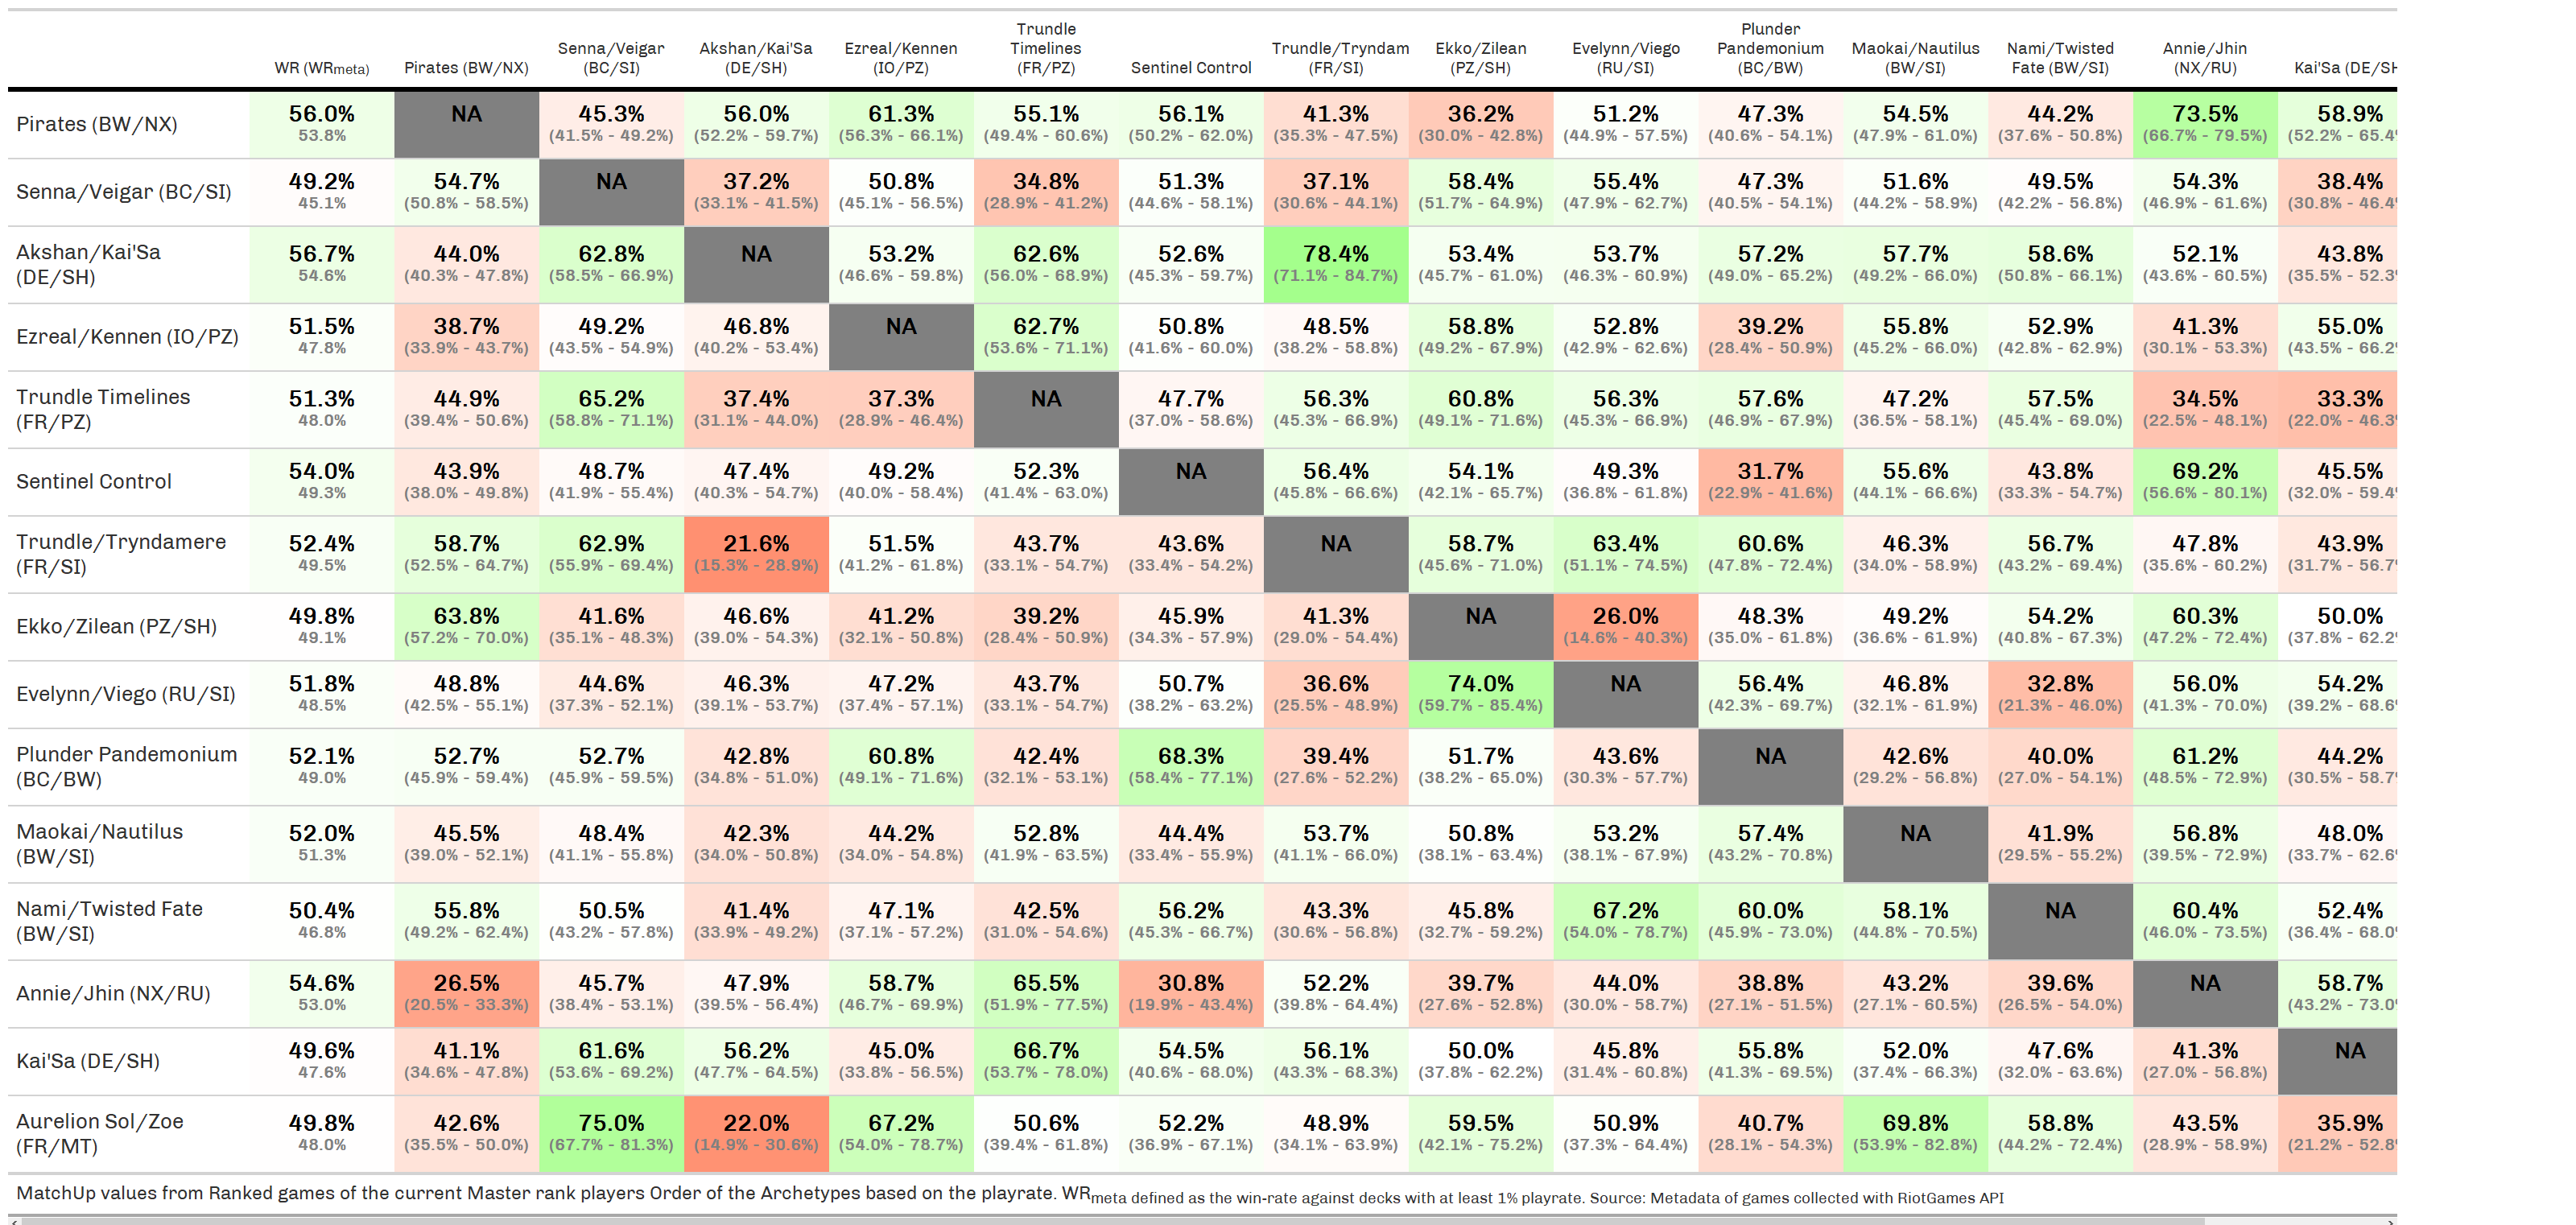 WR (WRmeta) Pirates (BW/NX) Senna/Veigar (BC/SI) Akshan/Kai'Sa (DE/SH) Ezreal/Kennen (IO/PZ) Trundle Timelines (FR/PZ) Sentinel Control Trundle/Tryndam (FR/SI) Ekko/Zilean (PZ/SH) Evelynn/Viego (RU/SI) Plunder Pandemonium (BC/BW) Maokai/Nautilus (BW/SI) Nami/Twisted Fate (BW/SI) Annie/Jhin (NX/RU) Kai'Sa (DE/SH
Pirates (BW/NX) 56.0% NA 45.3% 56.0% 61.3% 55.1% 56.1% 41.3% 36.2% 51.2% 47.3% 54.5% 44.2% 73.5% 58.9%
53.8% (41.5% - 49.2%) (52.2% - 59.7%) (56.3% - 66.1%) (49.4% - 60.6%) (50.2% - 62.0%) (35.3% - 47.5%) (30.0% - 42.8%) (44.9% - 57.5%) (40.6% - 54.1%) (47.9% - 61.0%) (37.6% - 50.8%) (66.7% - 79.5%) (52.2% - 65.4%
Senna/Veigar (BC/SI) 49.2% 54.7% NA 37.2% 50.8% 34.8% 51.3% 37.1% 58.4% 55.4% 47.3% 51.6% 49.5% 54.3% 38.4%
45.1% (50.8% - 58.5%) (33.1% - 41.5%) (45.1% - 56.5%) (28.9% - 41.2%) (44.6% - 58.1%) (30.6% - 44.1%) (51.7% - 64.9%) (47.9% - 62.7%) (40.5% - 54.1%) (44.2% - 58.9%) (42.2% - 56.8%) (46.9% - 61.6%) (30.8% - 46.4%
Akshan/Kai'Sa (DE/SH) 56.7% 44.0% 62.8% NA 53.2% 62.6% 52.6% 78.4% 53.4% 53.7% 57.2% 57.7% 58.6% 52.1% 43.8%
54.6% (40.3% - 47.8%) (58.5% - 66.9%) (46.6% - 59.8%) (56.0% - 68.9%) (45.3% - 59.7%) (71.1% - 84.7%) (45.7% - 61.0%) (46.3% - 60.9%) (49.0% - 65.2%) (49.2% - 66.0%) (50.8% - 66.1%) (43.6% - 60.5%) (35.5% - 52.3%
Ezreal/Kennen (IO/PZ) 51.5% 38.7% 49.2% 46.8% NA 62.7% 50.8% 48.5% 58.8% 52.8% 39.2% 55.8% 52.9% 41.3% 55.0%
47.8% (33.9% - 43.7%) (43.5% - 54.9%) (40.2% - 53.4%) (53.6% - 71.1%) (41.6% - 60.0%) (38.2% - 58.8%) (49.2% - 67.9%) (42.9% - 62.6%) (28.4% - 50.9%) (45.2% - 66.0%) (42.8% - 62.9%) (30.1% - 53.3%) (43.5% - 66.2%
Trundle Timelines (FR/PZ) 51.3% 44.9% 65.2% 37.4% 37.3% NA 47.7% 56.3% 60.8% 56.3% 57.6% 47.2% 57.5% 34.5% 33.3%
48.0% (39.4% - 50.6%) (58.8% - 71.1%) (31.1% - 44.0%) (28.9% - 46.4%) (37.0% - 58.6%) (45.3% - 66.9%) (49.1% - 71.6%) (45.3% - 66.9%) (46.9% - 67.9%) (36.5% - 58.1%) (45.4% - 69.0%) (22.5% - 48.1%) (22.0% - 46.3%
Sentinel Control 54.0% 43.9% 48.7% 47.4% 49.2% 52.3% NA 56.4% 54.1% 49.3% 31.7% 55.6% 43.8% 69.2% 45.5%
49.3% (38.0% - 49.8%) (41.9% - 55.4%) (40.3% - 54.7%) (40.0% - 58.4%) (41.4% - 63.0%) (45.8% - 66.6%) (42.1% - 65.7%) (36.8% - 61.8%) (22.9% - 41.6%) (44.1% - 66.6%) (33.3% - 54.7%) (56.6% - 80.1%) (32.0% - 59.4%
Trundle/Tryndamere (FR/SI) 52.4% 58.7% 62.9% 21.6% 51.5% 43.7% 43.6% NA 58.7% 63.4% 60.6% 46.3% 56.7% 47.8% 43.9%
49.5% (52.5% - 64.7%) (55.9% - 69.4%) (15.3% - 28.9%) (41.2% - 61.8%) (33.1% - 54.7%) (33.4% - 54.2%) (45.6% - 71.0%) (51.1% - 74.5%) (47.8% - 72.4%) (34.0% - 58.9%) (43.2% - 69.4%) (35.6% - 60.2%) (31.7% - 56.7%
Ekko/Zilean (PZ/SH) 49.8% 63.8% 41.6% 46.6% 41.2% 39.2% 45.9% 41.3% NA 26.0% 48.3% 49.2% 54.2% 60.3% 50.0%
49.1% (57.2% - 70.0%) (35.1% - 48.3%) (39.0% - 54.3%) (32.1% - 50.8%) (28.4% - 50.9%) (34.3% - 57.9%) (29.0% - 54.4%) (14.6% - 40.3%) (35.0% - 61.8%) (36.6% - 61.9%) (40.8% - 67.3%) (47.2% - 72.4%) (37.8% - 62.2%
Evelynn/Viego (RU/SI) 51.8% 48.8% 44.6% 46.3% 47.2% 43.7% 50.7% 36.6% 74.0% NA 56.4% 46.8% 32.8% 56.0% 54.2%
48.5% (42.5% - 55.1%) (37.3% - 52.1%) (39.1% - 53.7%) (37.4% - 57.1%) (33.1% - 54.7%) (38.2% - 63.2%) (25.5% - 48.9%) (59.7% - 85.4%) (42.3% - 69.7%) (32.1% - 61.9%) (21.3% - 46.0%) (41.3% - 70.0%) (39.2% - 68.6%
Plunder Pandemonium (BC/BW) 52.1% 52.7% 52.7% 42.8% 60.8% 42.4% 68.3% 39.4% 51.7% 43.6% NA 42.6% 40.0% 61.2% 44.2%
49.0% (45.9% - 59.4%) (45.9% - 59.5%) (34.8% - 51.0%) (49.1% - 71.6%) (32.1% - 53.1%) (58.4% - 77.1%) (27.6% - 52.2%) (38.2% - 65.0%) (30.3% - 57.7%) (29.2% - 56.8%) (27.0% - 54.1%) (48.5% - 72.9%) (30.5% - 58.7%
Maokai/Nautilus (BW/SI) 52.0% 45.5% 48.4% 42.3% 44.2% 52.8% 44.4% 53.7% 50.8% 53.2% 57.4% NA 41.9% 56.8% 48.0%
51.3% (39.0% - 52.1%) (41.1% - 55.8%) (34.0% - 50.8%) (34.0% - 54.8%) (41.9% - 63.5%) (33.4% - 55.9%) (41.1% - 66.0%) (38.1% - 63.4%) (38.1% - 67.9%) (43.2% - 70.8%) (29.5% - 55.2%) (39.5% - 72.9%) (33.7% - 62.6%
Nami/Twisted Fate (BW/SI) 50.4% 55.8% 50.5% 41.4% 47.1% 42.5% 56.2% 43.3% 45.8% 67.2% 60.0% 58.1% NA 60.4% 52.4%
46.8% (49.2% - 62.4%) (43.2% - 57.8%) (33.9% - 49.2%) (37.1% - 57.2%) (31.0% - 54.6%) (45.3% - 66.7%) (30.6% - 56.8%) (32.7% - 59.2%) (54.0% - 78.7%) (45.9% - 73.0%) (44.8% - 70.5%) (46.0% - 73.5%) (36.4% - 68.0%
Annie/Jhin (NX/RU) 54.6% 26.5% 45.7% 47.9% 58.7% 65.5% 30.8% 52.2% 39.7% 44.0% 38.8% 43.2% 39.6% NA 58.7%
53.0% (20.5% - 33.3%) (38.4% - 53.1%) (39.5% - 56.4%) (46.7% - 69.9%) (51.9% - 77.5%) (19.9% - 43.4%) (39.8% - 64.4%) (27.6% - 52.8%) (30.0% - 58.7%) (27.1% - 51.5%) (27.1% - 60.5%) (26.5% - 54.0%) (43.2% - 73.0%
Kai'Sa (DE/SH) 49.6% 41.1% 61.6% 56.2% 45.0% 66.7% 54.5% 56.1% 50.0% 45.8% 55.8% 52.0% 47.6% 41.3% NA
47.6% (34.6% - 47.8%) (53.6% - 69.2%) (47.7% - 64.5%) (33.8% - 56.5%) (53.7% - 78.0%) (40.6% - 68.0%) (43.3% - 68.3%) (37.8% - 62.2%) (31.4% - 60.8%) (41.3% - 69.5%) (37.4% - 66.3%) (32.0% - 63.6%) (27.0% - 56.8%)
Aurelion Sol/Zoe (FR/MT) 49.8% 42.6% 75.0% 22.0% 67.2% 50.6% 52.2% 48.9% 59.5% 50.9% 40.7% 69.8% 58.8% 43.5% 35.9%
48.0% (35.5% - 50.0%) (67.7% - 81.3%) (14.9% - 30.6%) (54.0% - 78.7%) (39.4% - 61.8%) (36.9% - 67.1%) (34.1% - 63.9%) (42.1% - 75.2%) (37.3% - 64.4%) (28.1% - 54.3%) (53.9% - 82.8%) (44.2% - 72.4%) (28.9% - 58.9%) (21.2% - 52.8%
MatchUp values from Ranked games of the current Master rank players Order of the Archetypes based on the playrate. WRmeta defined as the win-rate against decks with at least 1% playrate. Source: Metadata of games collected with RiotGames API